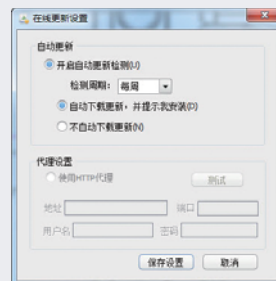 在线更新设置
自动更新
开启自动更新检测(U)
检测周期： 每周
自动下载更新，并提示我安装(D)
不自动下载更新(N)
代理设置
使用HTTP代理 测试
地址 端口
用户名 密码
保存设置 取消